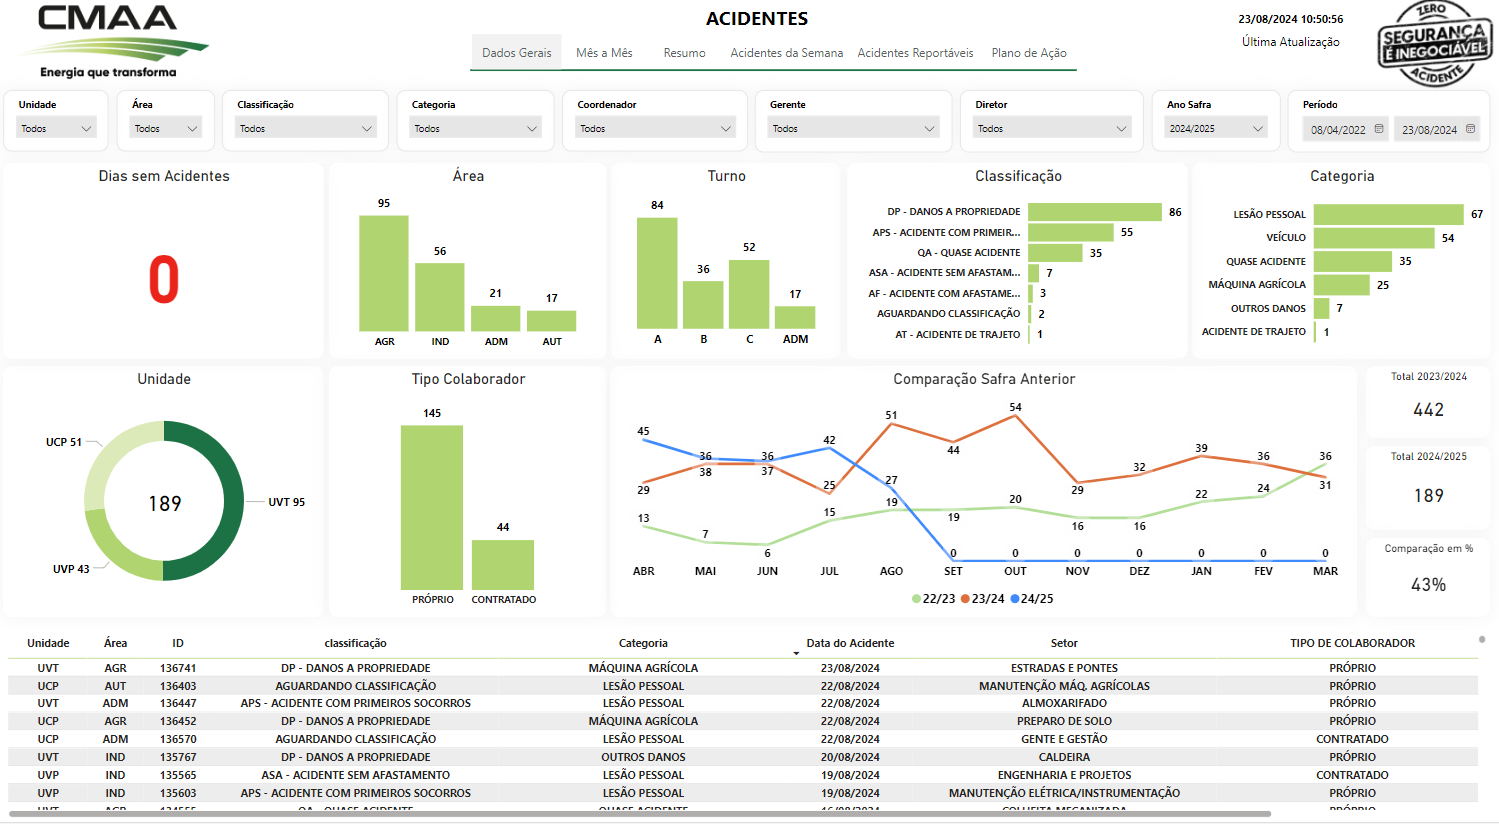 CMAA
Energia que transforma
ACIDENTES
Dados Gerais Mês a Mês Resumo Acidentes da Semana Acidentes Reportáveis Plano de Ação
23/08/2024 10:50:56
Última Atualização
ZERO
SEGURANÇA
É INEGOCIÁVEL
ACIDENTE
Unidade Área Classificação Categoria Coordenador Gerente Diretor Ano Safra Período
Todos Todos Todos Todos Todos Todos Todos 2024/2025 08/04/2022 23/08/2024
Dias sem Acidentes
0
Área
95
56
21
17
AGR IND ADM AUT
Turno
84
36
52
17
A B C ADM
Classificação
DP - DANOS A PROPRIEDADE 86
APS - ACIDENTE COM PRIMEIR... 55
QA - QUASE ACIDENTE 35
ASA - ACIDENTE SEM AFASTAM... 7
AF - ACIDENTE COM AFASTAME... 3
AGUARDANDO CLASSIFICAÇÃO 2
AT - ACIDENTE DE TRAJETO 1
Categoria
LESÃO PESSOAL 67
VEÍCULO 54
QUASE ACIDENTE 35
MÁQUINA AGRÍCOLA 25
OUTROS DANOS 7
ACIDENTE DE TRAJETO 1
Unidade
UCP 51
189
UVT 95
UVP 43
Tipo Colaborador
145
44
PRÓPRIO CONTRATADO
Comparação Safra Anterior
45 36 36 42 27 0 0 0 0 0 0 0
29 38 37 25 51 44 54 29 32 39 36 31
13 7 6 15 19 19 20 16 16 22 24 36
ABR MAI JUN JUL AGO SET OUT NOV DEZ JAN FEV MAR
22/23 23/24 24/25
Total 2023/2024
442
Total 2024/2025
189
Comparação em %
43%
Unidade Área ID classificação Categoria Data do Acidente Setor TIPO DE COLABORADOR
UVT AGR 136741 DP - DANOS A PROPRIEDADE MÁQUINA AGRÍCOLA 23/08/2024 ESTRADAS E PONTES PRÓPRIO
UCP AUT 136403 AGUARDANDO CLASSIFICAÇÃO LESÃO PESSOAL 22/08/2024 MANUTENÇÃO MÁQ. AGRÍCOLAS PRÓPRIO
UVT ADM 136447 APS - ACIDENTE COM PRIMEIROS SOCORROS LESÃO PESSOAL 22/08/2024 ALMOXARIFADO PRÓPRIO
UCP AGR 136452 DP - DANOS A PROPRIEDADE MÁQUINA AGRÍCOLA 22/08/2024 PREPARO DE SOLO PRÓPRIO
UCP ADM 136570 AGUARDANDO CLASSIFICAÇÃO LESÃO PESSOAL 22/08/2024 GENTE E GESTÃO CONTRATADO
UVT IND 135767 DP - DANOS A PROPRIEDADE OUTROS DANOS 20/08/2024 CALDEIRA PRÓPRIO
UVP IND 135565 ASA - ACIDENTE SEM AFASTAMENTO LESÃO PESSOAL 19/08/2024 ENGENHARIA E PROJETOS CONTRATADO
UVP IND 135603 APS - ACIDENTE COM PRIMEIROS SOCORROS LESÃO PESSOAL 19/08/2024 MANUTENÇÃO ELÉTRICA/INSTRUMENTAÇÃO PRÓPRIO